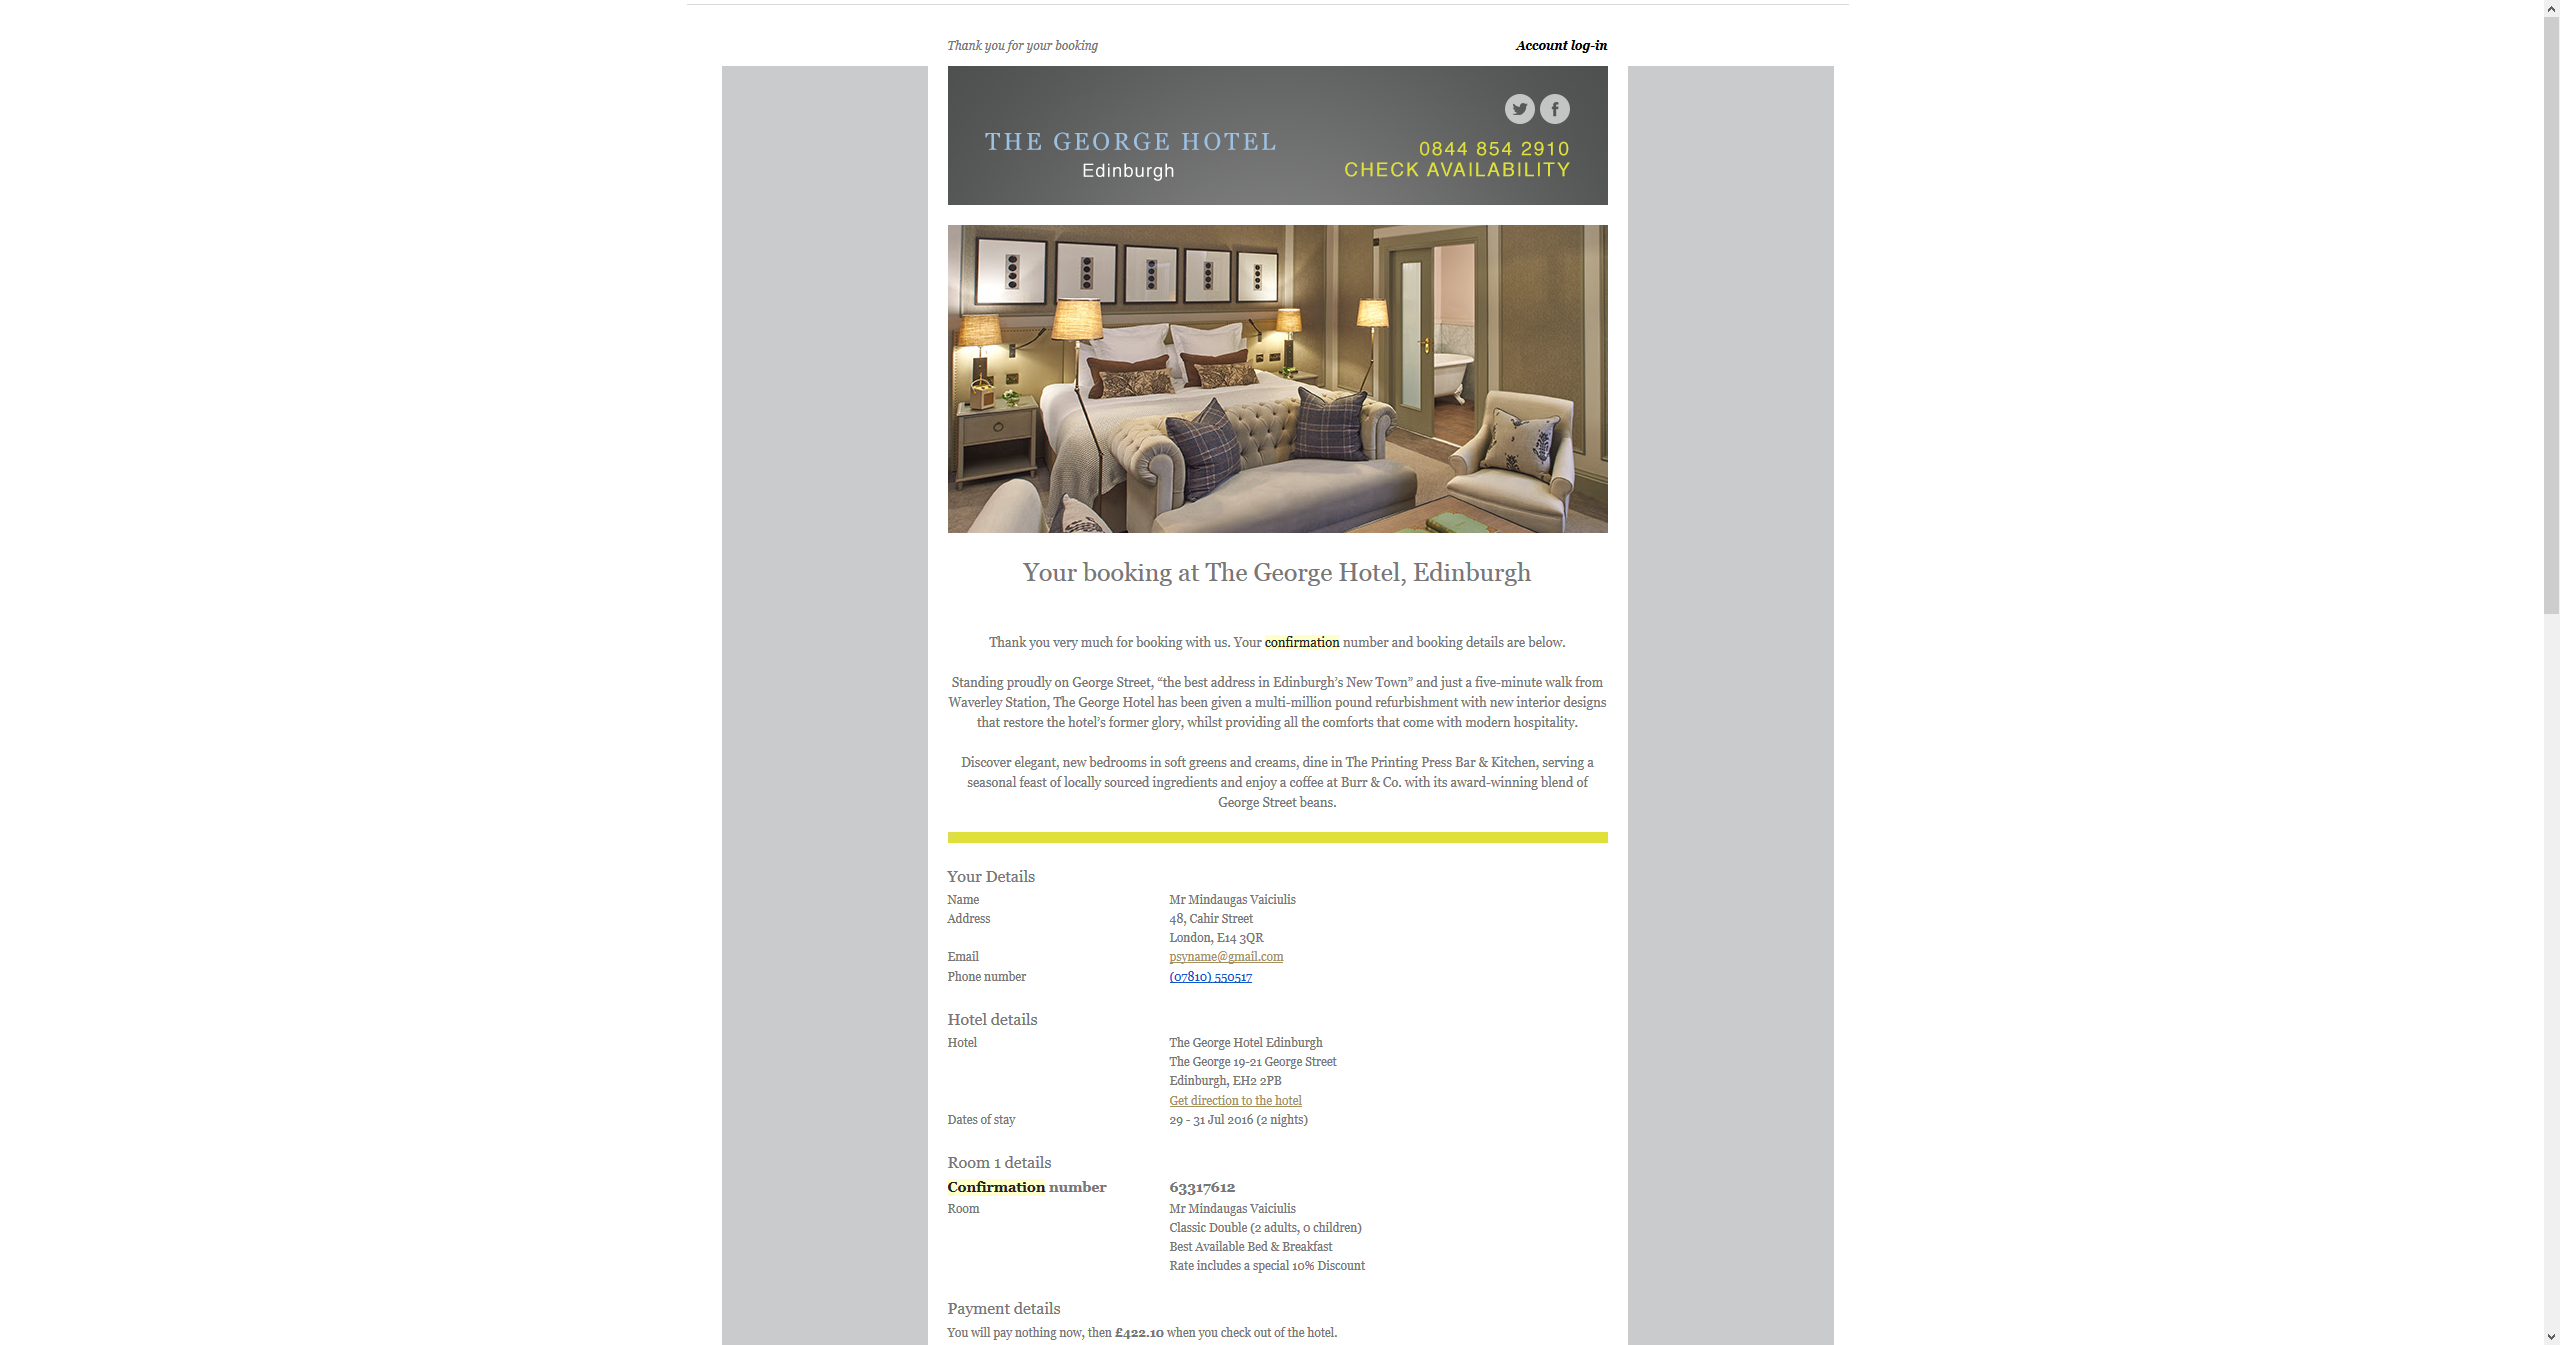 Thank you for your booking
Account log-in
THE GEORGE HOTEL
Edinburgh
0844 854 2910
CHECK AVAILABILITY
Your booking at The George Hotel, Edinburgh
Thank you very much for booking with us. Your confirmation number and booking details are below.
Standing proudly on George Street, “the best address in Edinburgh’s New Town” and just a five-minute walk from
Waverley Station, The George Hotel has been given a multi-million pound refurbishment with new interior designs
that restore the hotel’s former glory, whilst providing all the comforts that come with modern hospitality.
Discover elegant, new bedrooms in soft greens and creams, dine in The Printing Press Bar & Kitchen, serving a
seasonal feast of locally sourced ingredients and enjoy a coffee at Burr & Co. with its award-winning blend of
George Street beans.
Your Details
Name Mr Mindaugas Vaiciulis
Address 48, Cahir Street
London, E14 3QR
Email psyname@gmail.com
Phone number (07810) 550517
Hotel details
Hotel The George Hotel Edinburgh
The George 19-21 George Street
Edinburgh, EH2 2PB
Get direction to the hotel
Dates of stay 29 - 31 Jul 2016 (2 nights)
Room 1 details
Confirmation number 63317612
Room Mr Mindaugas Vaiciulis
Classic Double (2 adults, 0 children)
Best Available Bed & Breakfast
Rate includes a special 10% Discount
Payment details
You will pay nothing now, then £422.10 when you check out of the hotel.